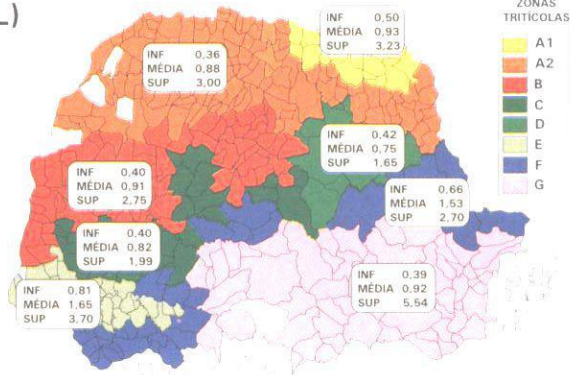 L)
ZONAS
TRITÍCOLAS
A1
A2
B
C
D
E
F
G
INF 0,50
MÉDIA 0,93
SUP 3,23
INF 0,36
MÉDIA 0,88
SUP 3,00
INF 0,42
MÉDIA 0,75
SUP 1,65
INF 0,40
MÉDIA 0,91
SUP 2,75
INF 0,66
MÉDIA 1,53
SUP 2,70
INF 0,40
MÉDIA 0,82
SUP 1,99
INF 0,39
MÉDIA 0,92
SUP 5,54
INF 0,81
MÉDIA 1,65
SUP 3,70